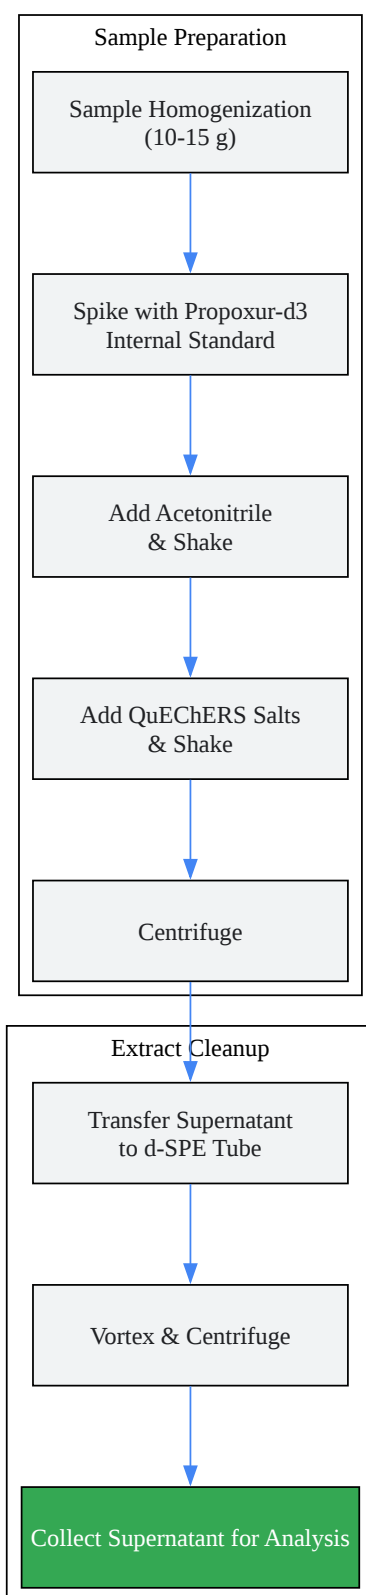 Sample Preparation
Sample Homogenization
(10-15 g)
Spike with Propoxur-d3
Internal Standard
Add Acetonitrile
& Shake
Add QuEChERS Salts
& Shake
Centrifuge
Extract Cleanup
Transfer Supernatant
to d-SPE Tube
Vortex & Centrifuge
Collect Supernatant for Analysis